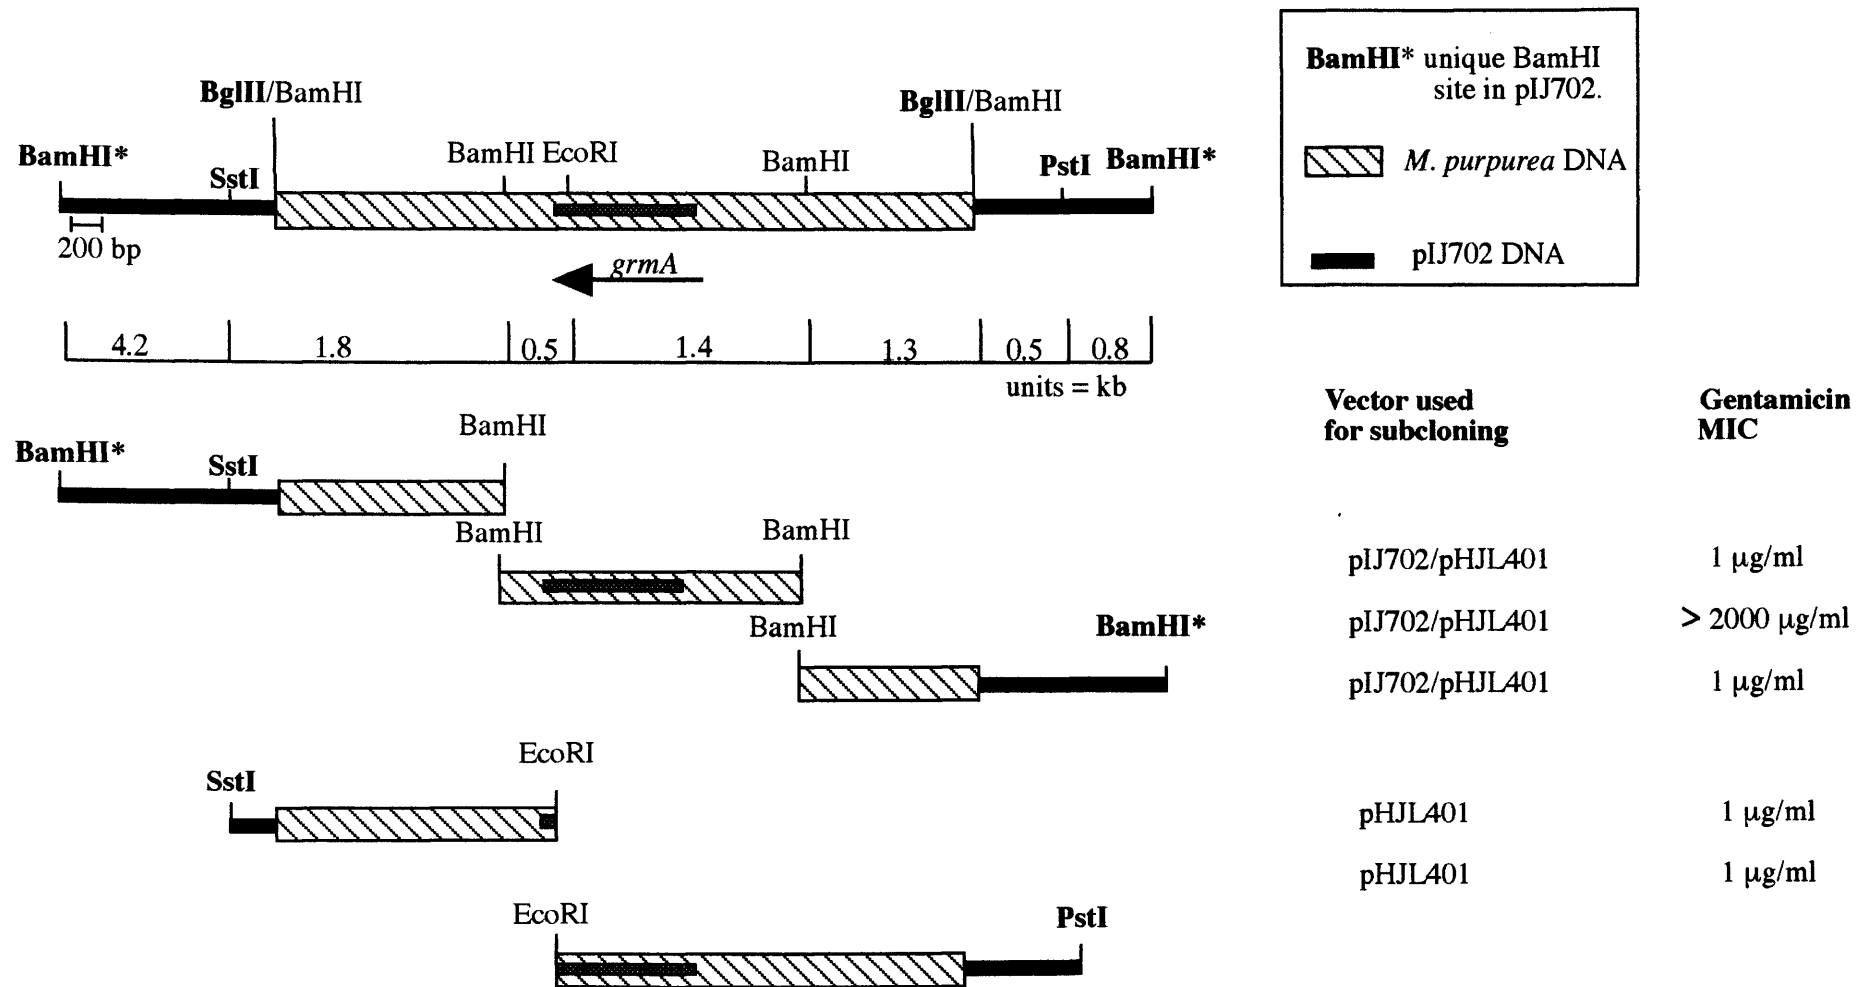 BamHI* unique BamHI
site in pIJ702.
M. purpurea DNA
pIJ702 DNA
BglII/BamHI
BglII/BamHI
BamHI*
SstI
BamHI EcoRI
BamHI
PstI BamHI*
200 bp
grmA
4.2 1.8 0.5 1.4 1.3 0.5 0.8
units = kb
Vector used
for subcloning
Gentamicin
MIC
BamHI
BamHI*
SstI
BamHI
BamHI
pIJ702/pHJL401 1 µg/ml
pIJ702/pHJL401 > 2000 µg/ml
BamHI
BamHI*
pIJ702/pHJL401 1 µg/ml
EcoRI
SstI
pHJL401 1 µg/ml
pHJL401 1 µg/ml
EcoRI
PstI